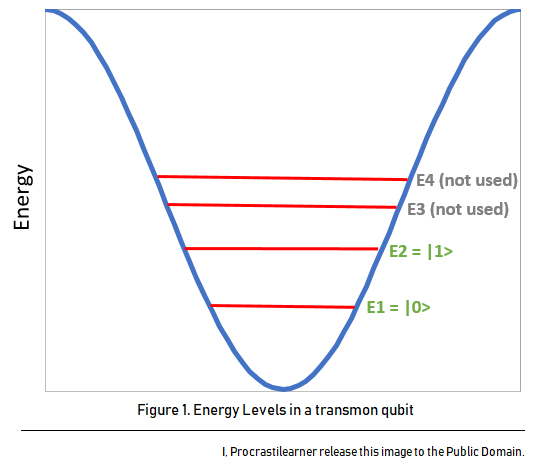 Energy
E4 (not used)
E3 (not used)
E2 = |1>
E1 = |0>
Figure 1. Energy Levels in a transmon qubit
I, Procrastilearner release this image to the Public Domain.